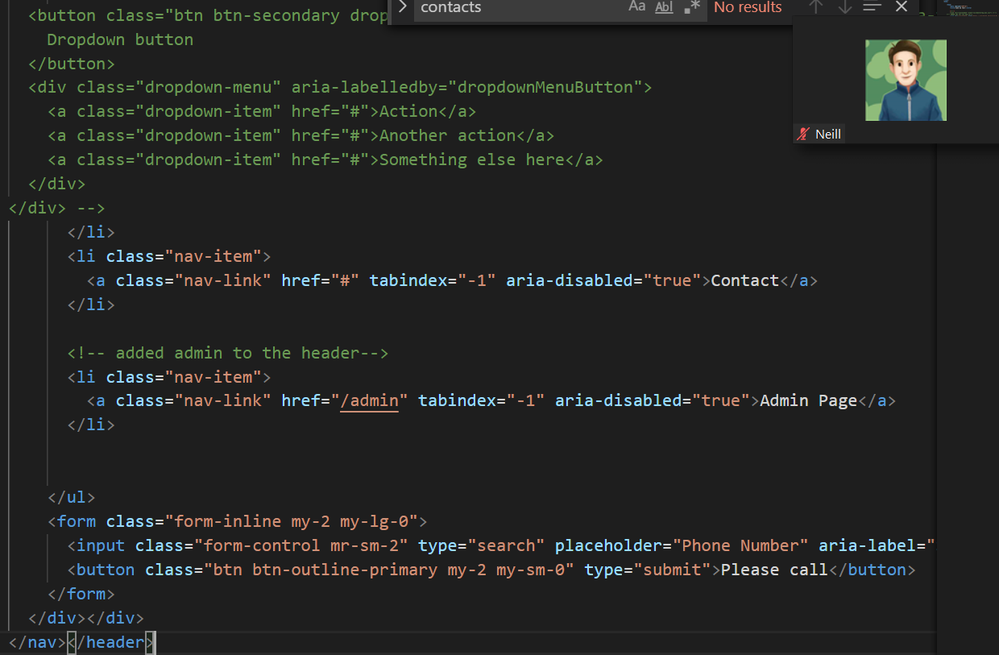 <button class="btn btn-secondary drop
contacts
Aa Abl .* No results
Dropdown button
</button>
<div class="dropdown-menu" aria-labelledby="dropdownMenuButton">
<a class="dropdown-item" href="#">Action</a>
<a class="dropdown-item" href="#">Another action</a>
<a class="dropdown-item" href="#">Something else here</a>
Neill
</div>
</div> -->
</li>
<li class="nav-item">
<a class="nav-link" href="#" tabindex="-1" aria-disabled="true">Contact</a>
</li>
<!-- added admin to the header-->
<li class="nav-item">
<a class="nav-link" href="/admin" tabindex="-1" aria-disabled="true">Admin Page</a>
</li>
</ul>
<form class="form-inline my-2 my-lg-0">
<input class="form-control mr-sm-2" type="search" placeholder="Phone Number" aria-label="
<button class="btn btn-outline-primary my-2 my-sm-0" type="submit">Please call</button>
</form>
</div></div>
</nav></header>